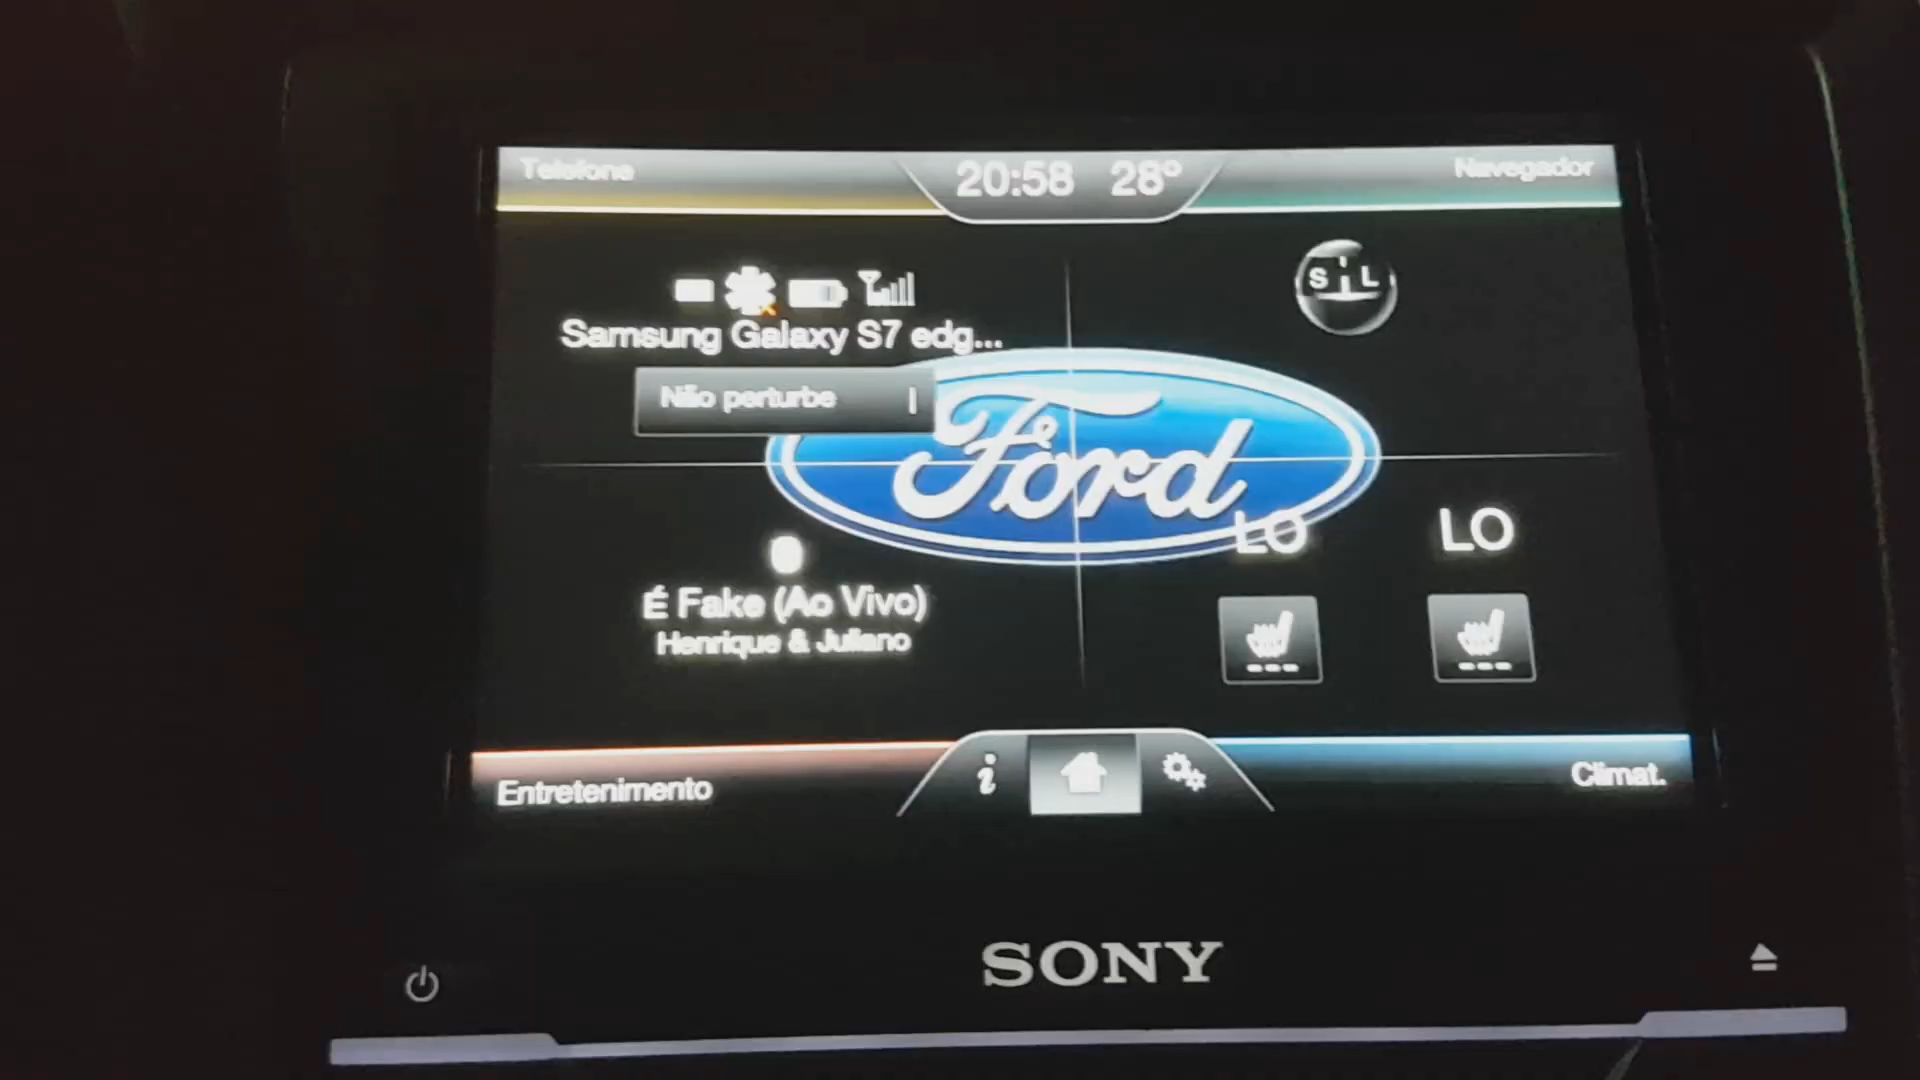 Telefone
20:58 28°
Navegador
S L
Samsung Galaxy S7 edg...
Não perturbe
Ford
LO LO
É Fake (Ao Vivo)
Henrique & Juliano
Entretenimento
i
Climat.
SONY